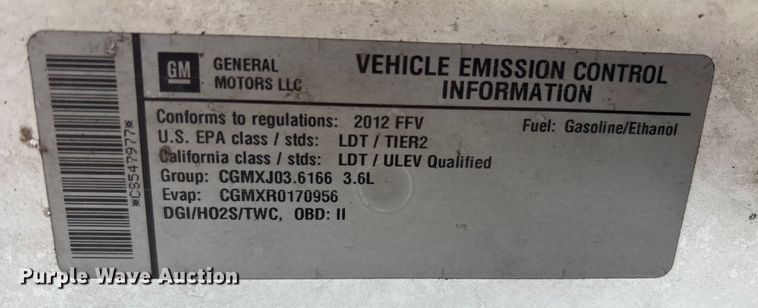 GM GENERAL MOTORS LLC
VEHICLE EMISSION CONTROL
INFORMATION
Conforms to regulations: 2012 FFV Fuel: Gasoline/Ethanol
U.S. EPA class / stds: LDT / TIER2
California class / stds: LDT / ULEV Qualified
Group: CGMXJ03.6166 3.6L
Evap: CGMXR0170956
DGI/HO2S/TWC, OBD: II
*CS547977*
Purple Wave Auction